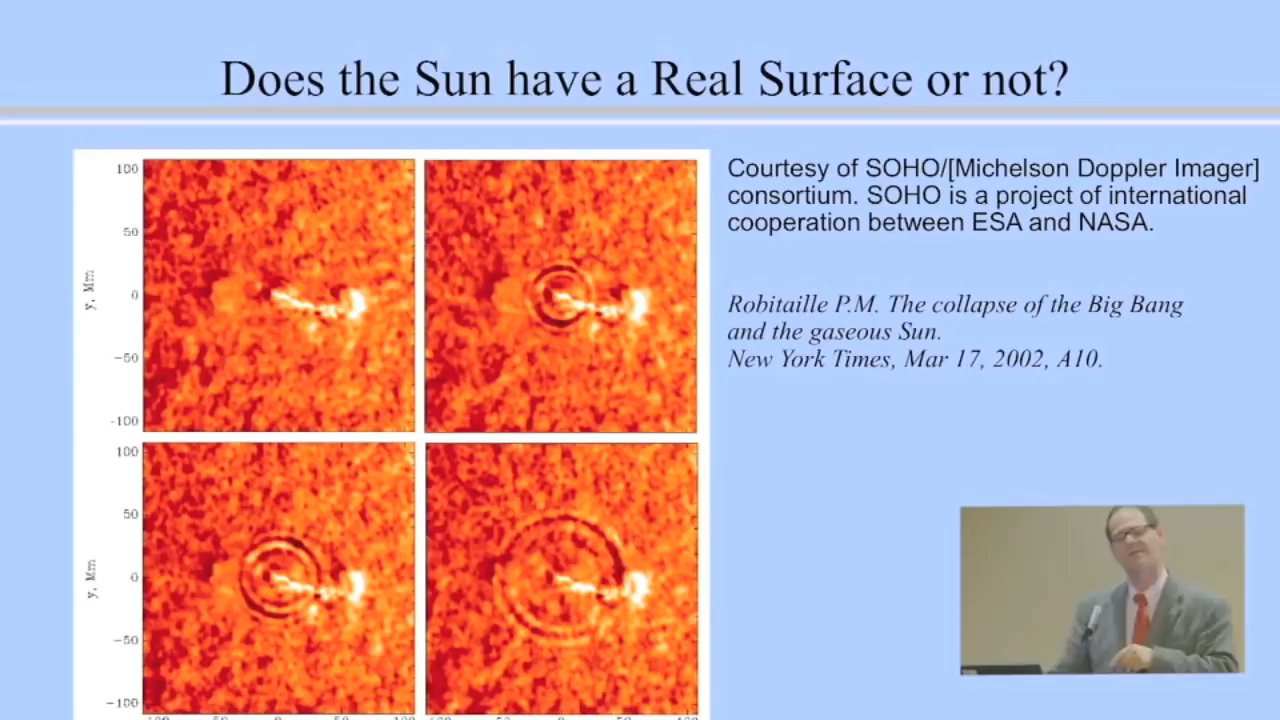 Does the Sun have a Real Surface or not?
Courtesy of SOHO/[Michelson Doppler Imager]
consortium. SOHO is a project of international
cooperation between ESA and NASA.
Robitaille P.M. The collapse of the Big Bang
and the gaseous Sun.
New York Times, Mar 17, 2002, A10.
100
50
0
−50
-100
y, Mm
100
50
0
−50
−100
y, Mm